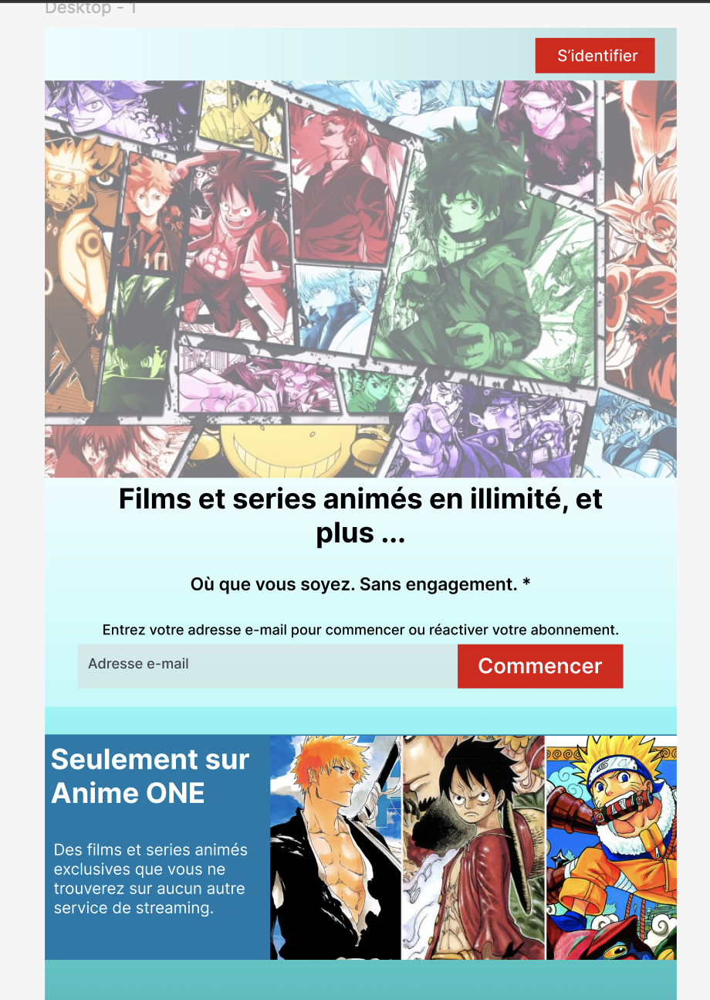 Desktop - 1
S’identifier
10
Films et series animés en illimité, et
plus ...
Où que vous soyez. Sans engagement. *
Entrez votre adresse e-mail pour commencer ou réactiver votre abonnement.
Adresse e-mail
Commencer
Seulement sur
Anime ONE
Des films et series animés
exclusives que vous ne
trouverez sur aucun autre
service de streaming.